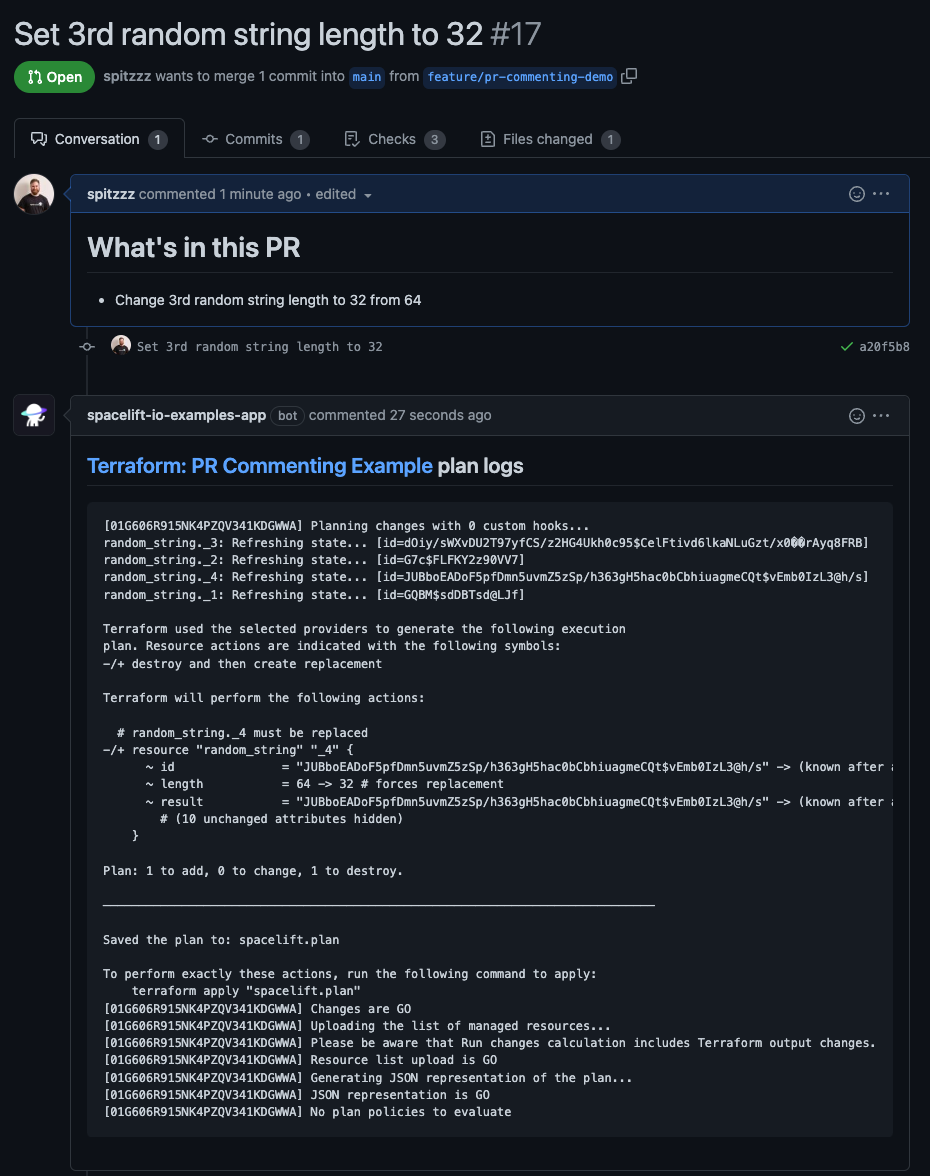 Set 3rd random string length to 32 #17
Open spitzzz wants to merge 1 commit into main from feature/pr-commenting-demo
Conversation 1 Commits 1 Checks 3 Files changed 1
spitzzz commented 1 minute ago • edited
What's in this PR
• Change 3rd random string length to 32 from 64
Set 3rd random string length to 32 a20f5b8
spacelift-io-examples-app bot commented 27 seconds ago
Terraform: PR Commenting Example plan logs
[01G606R915NK4PZQV341KDGWWA] Planning changes with 0 custom hooks...
random_string._3: Refreshing state... [id=dOiy/sWXvDU2T97yfCS/z2HG4Ukh0c95$CelFtivd6lkaNLuGzt/x0��rAyq8FRB]
random_string._2: Refreshing state... [id=G7c$FLFKY2z90VV7]
random_string._4: Refreshing state... [id=JUBboEADoF5pfDmn5uvmZ5zSp/h363gH5hac0bCbhiuagmeCQt$vEmb0IzL3@h/s]
random_string._1: Refreshing state... [id=GQBM$sdDBTsd@LJf]
Terraform used the selected providers to generate the following execution
plan. Resource actions are indicated with the following symbols:
-/+ destroy and then create replacement
Terraform will perform the following actions:
# random_string._4 must be replaced
-/+ resource "random_string" "_4" {
~ id = "JUBboEADoF5pfDmn5uvmZ5zSp/h363gH5hac0bCbhiuagmeCQt$vEmb0IzL3@h/s" -> (known after
~ length = 64 -> 32 # forces replacement
~ result = "JUBboEADoF5pfDmn5uvmZ5zSp/h363gH5hac0bCbhiuagmeCQt$vEmb0IzL3@h/s" -> (known after
# (10 unchanged attributes hidden)
}
Plan: 1 to add, 0 to change, 1 to destroy.
Saved the plan to: spacelift.plan
To perform exactly these actions, run the following command to apply:
terraform apply "spacelift.plan"
[01G606R915NK4PZQV341KDGWWA] Changes are GO
[01G606R915NK4PZQV341KDGWWA] Uploading the list of managed resources...
[01G606R915NK4PZQV341KDGWWA] Please be aware that Run changes calculation includes Terraform output changes.
[01G606R915NK4PZQV341KDGWWA] Resource list upload is GO
[01G606R915NK4PZQV341KDGWWA] Generating JSON representation of the plan...
[01G606R915NK4PZQV341KDGWWA] JSON representation is GO
[01G606R915NK4PZQV341KDGWWA] No plan policies to evaluate